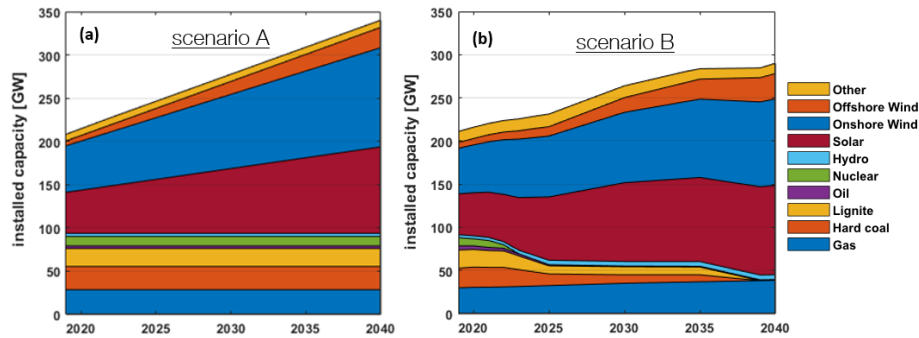 (a)
scenario A
installed capacity [GW]
350
300
250
200
150
100
50
0
2020 2025 2030 2035 2040
(b)
scenario B
installed capacity [GW]
350
300
250
200
150
100
50
0
2020 2025 2030 2035 2040
Other
Offshore Wind
Onshore Wind
Solar
Hydro
Nuclear
Oil
Lignite
Hard coal
Gas